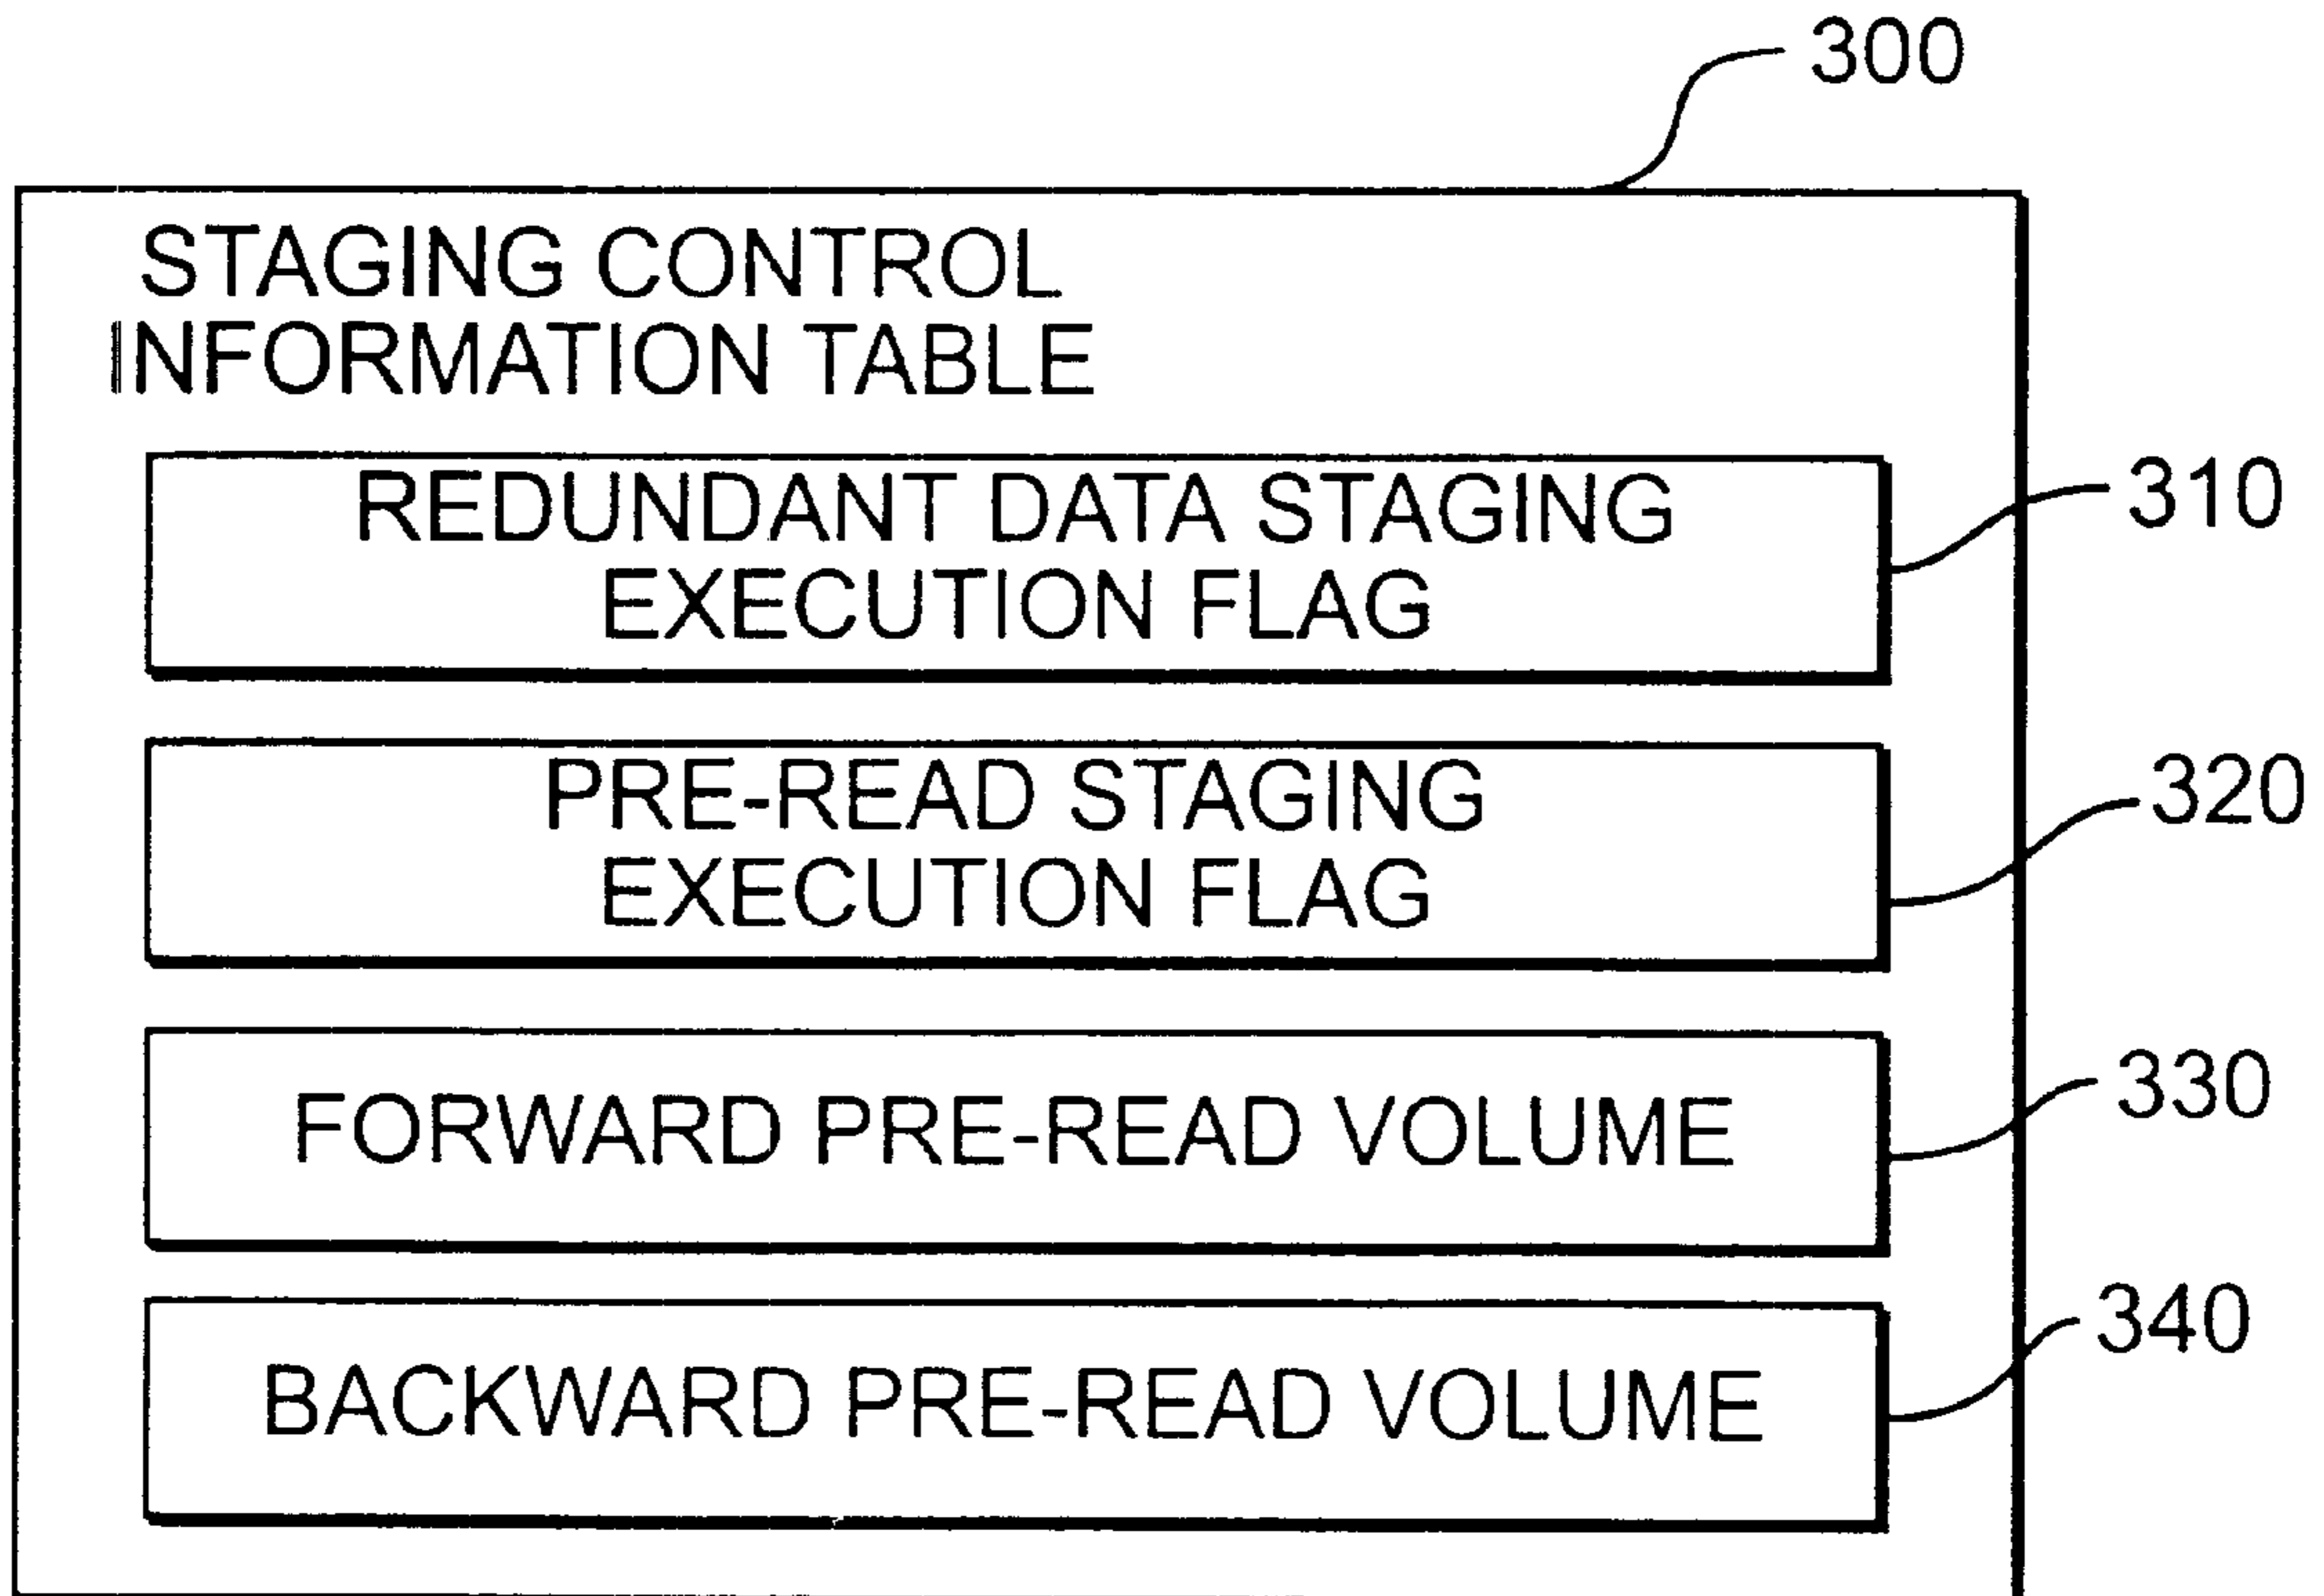 300
STAGING CONTROL
INFORMATION TABLE
REDUNDANT DATA STAGING
EXECUTION FLAG
310
PRE-READ STAGING
EXECUTION FLAG
320
FORWARD PRE-READ VOLUME
330
BACKWARD PRE-READ VOLUME
340